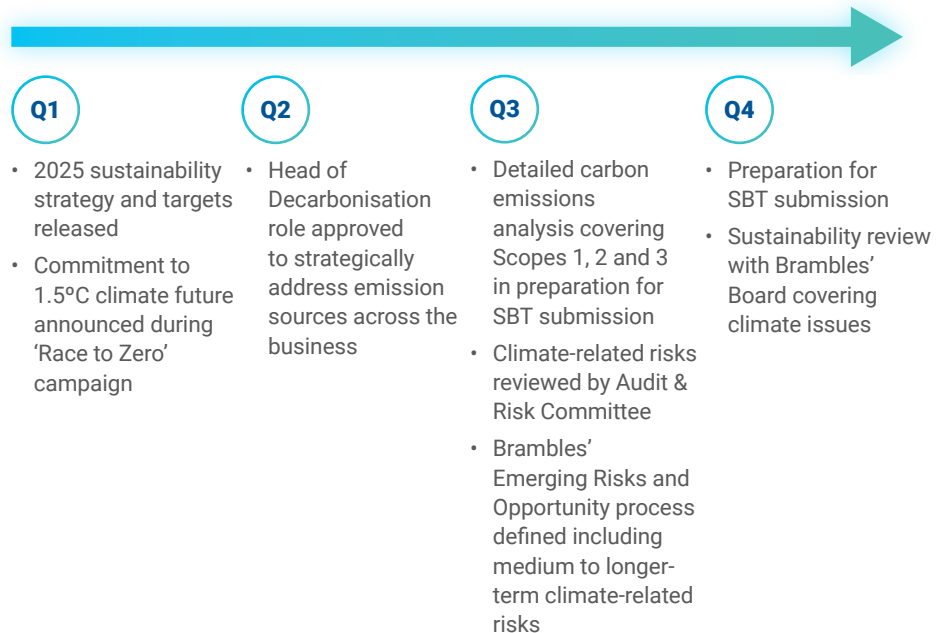 Q1
• 2025 sustainability
strategy and targets
released
• Commitment to
1.5ºC climate future
announced during
‘Race to Zero’
campaign
Q2
• Head of
Decarbonisation
role approved
to strategically
address emission
sources across the
business
Q3
• Detailed carbon
emissions
analysis covering
Scopes 1, 2 and 3
in preparation for
SBT submission
• Climate-related risks
reviewed by Audit &
Risk Committee
• Brambles’
Emerging Risks and
Opportunity process
defined including
medium to longer-
term climate-related
risks
Q4
• Preparation for
SBT submission
• Sustainability review
with Brambles’
Board covering
climate issues